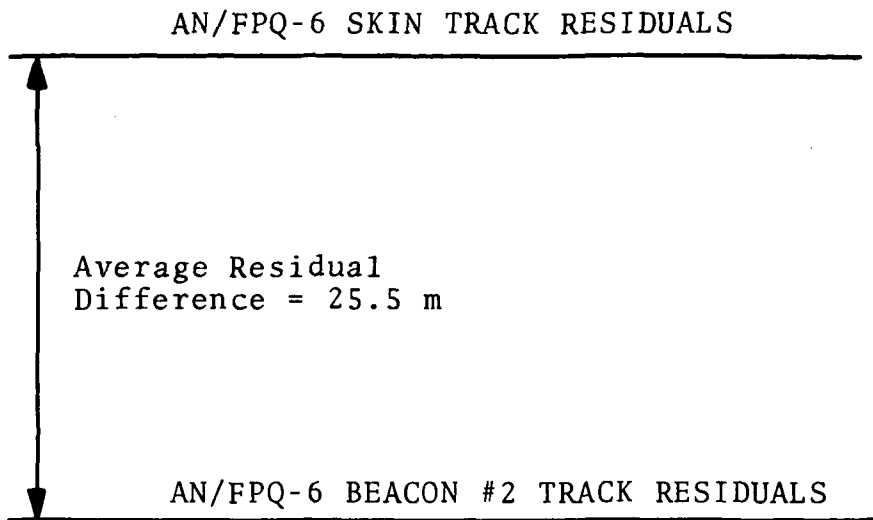 AN/FPQ-6 SKIN TRACK RESIDUALS
Average Residual
Difference = 25.5 m
AN/FPQ-6 BEACON #2 TRACK RESIDUALS